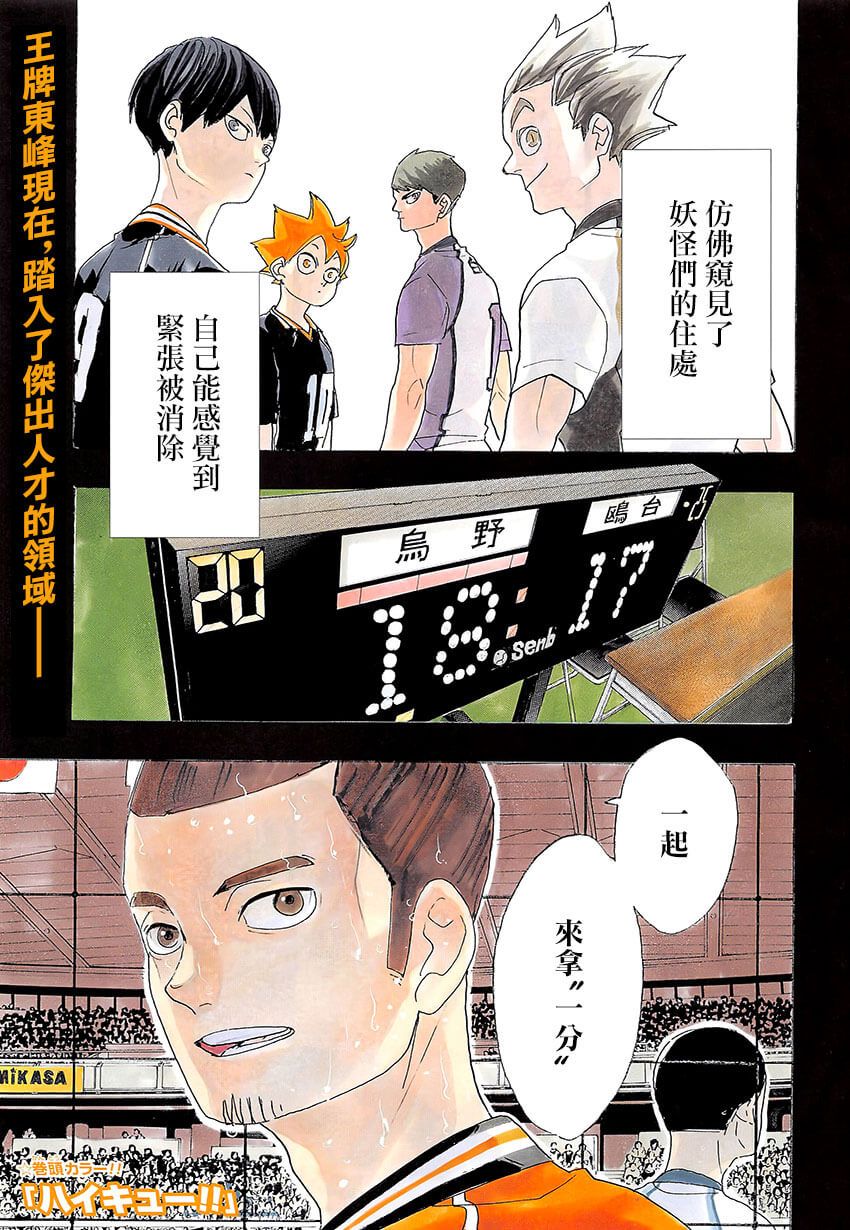 王牌東峰現在，踏入了傑出人才的領域——
仿佛窺見了
妖怪們的住處
自己能感覺到
緊張被消除
20
烏野
鷗台
25
18:17
senb
一起
來拿〝一分〞
MIKASA
☆巻頭カラー!!
『ハイキュー!!』